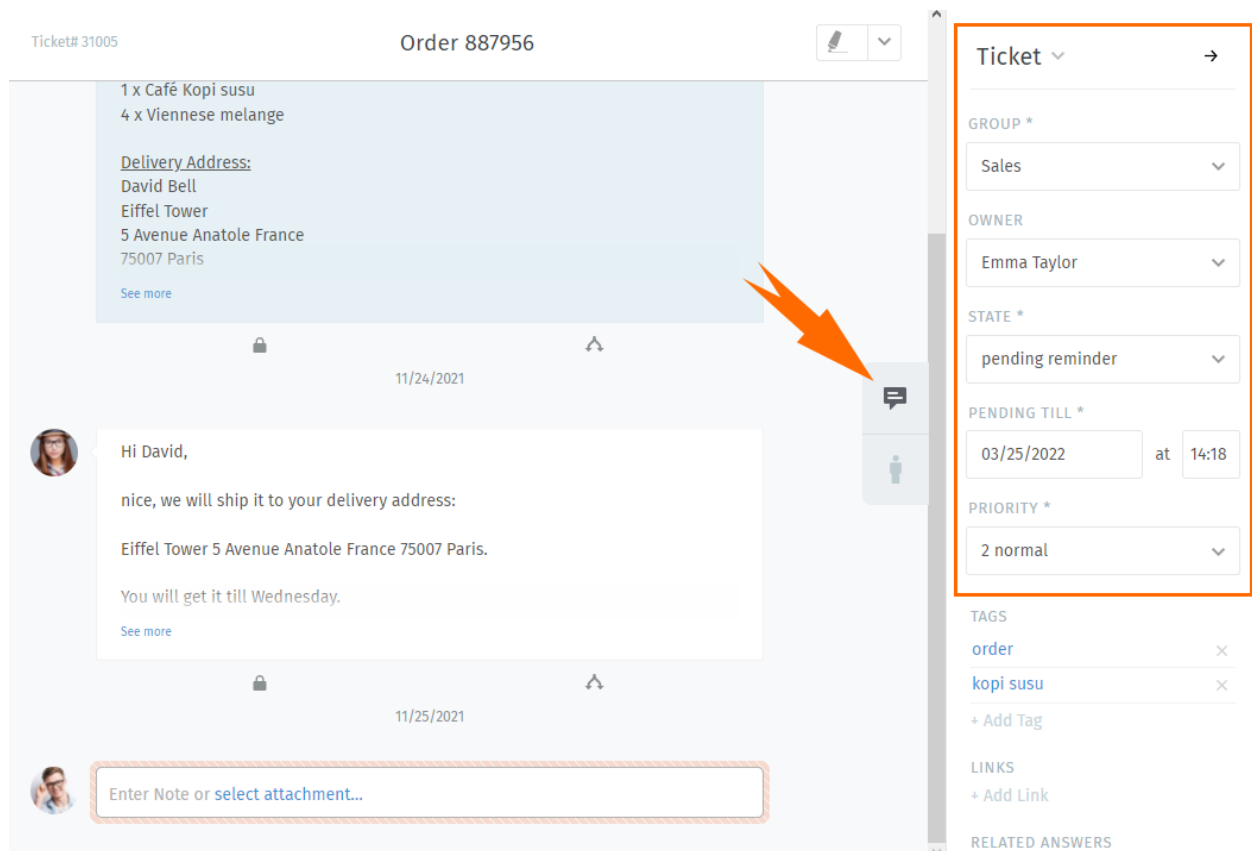 Ticket# 31005
Order 887956
1 x Café Kopi susu
4 x Viennese melange
Delivery Address:
David Bell
Eiffel Tower
5 Avenue Anatole France
75007 Paris
See more
11/24/2021
Hi David,
nice, we will ship it to your delivery address:
Eiffel Tower 5 Avenue Anatole France 75007 Paris.
You will get it till Wednesday.
See more
11/25/2021
Enter Note or select attachment...
Ticket
GROUP *
Sales
OWNER
Emma Taylor
STATE *
pending reminder
PENDING TILL *
03/25/2022 at 14:18
PRIORITY *
2 normal
TAGS
order
kopi susu
+ Add Tag
LINKS
+ Add Link
RELATED ANSWERS